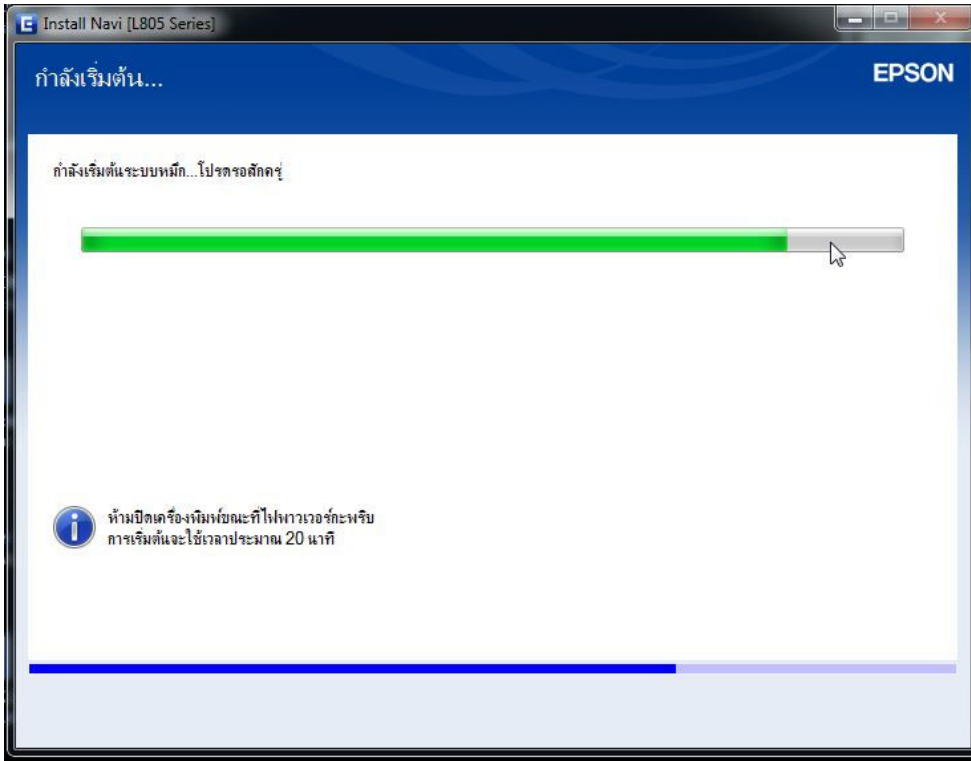 Install Navi [L805 Series]
กำลังเริ่มต้น...
EPSON
กำลังเริ่มต้นระบบหมึก...โปรดรอสักครู่
ห้ามปิดเครื่องพิมพ์ขณะที่ไฟพาวเวอร์กะพริบ
การเริ่มต้นจะใช้เวลาประมาณ 20 นาที